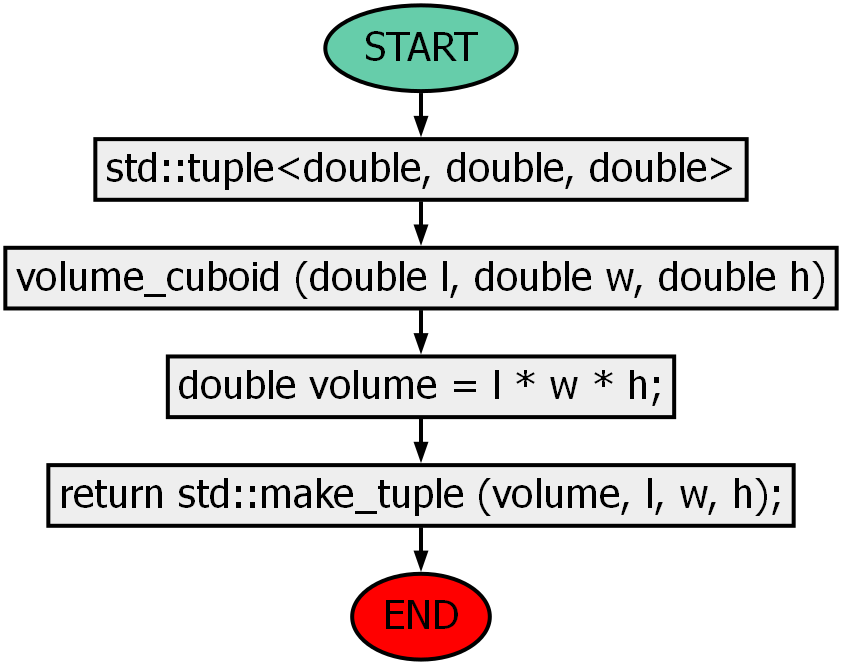 START
std::tuple<double, double, double>
volume_cuboid (double l, double w, double h)
double volume = l * w * h;
return std::make_tuple (volume, l, w, h);
END